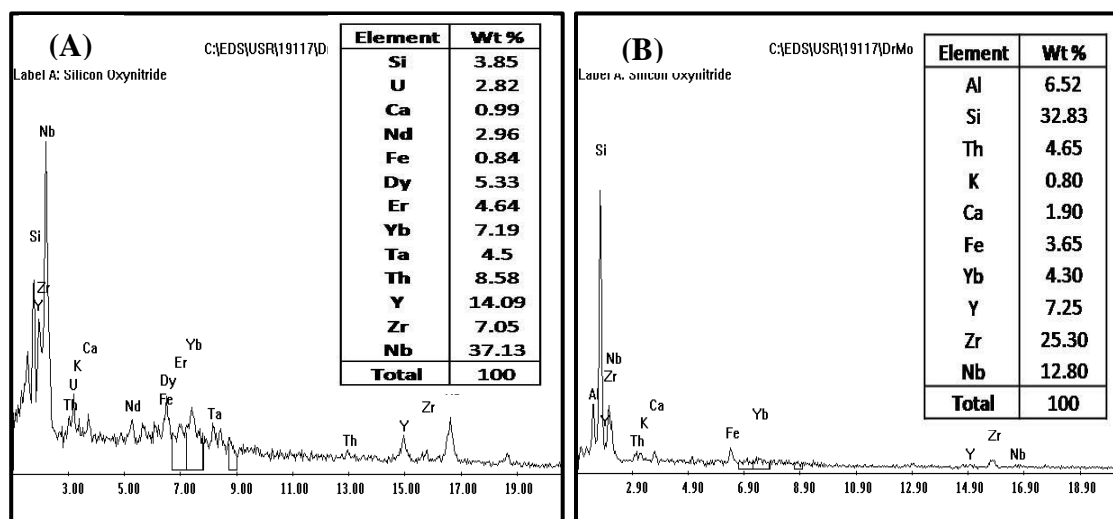 (A)
C:\EDS\USR\19117\D
Label A: Silicon Oxynitride
Element Wt %
Si 3.85
U 2.82
Ca 0.99
Nd 2.96
Fe 0.84
Dy 5.33
Er 4.64
Yb 7.19
Ta 4.5
Th 8.58
Y 14.09
Zr 7.05
Nb 37.13
Total 100
Nb
Si
Zr
Y
Ca
K
U
Th
Nd
Dy
Fe
Er
Yb
Ta
Th
Y
Zr
3.00 5.00 7.00 9.00 11.00 13.00 15.00 17.00 19.00
(B)
C:\EDS\USR\19117\DrMo
Label A: Silicon Oxynitride
Element Wt %
Al 6.52
Si 32.83
Th 4.65
K 0.80
Ca 1.90
Fe 3.65
Yb 4.30
Y 7.25
Zr 25.30
Nb 12.80
Total 100
Si
Nb
Zr
Al
Y
Ca
K
Th
Fe
Yb
Y
Zr
Nb
2.90 4.90 6.90 8.90 10.90 12.90 14.90 16.90 18.90